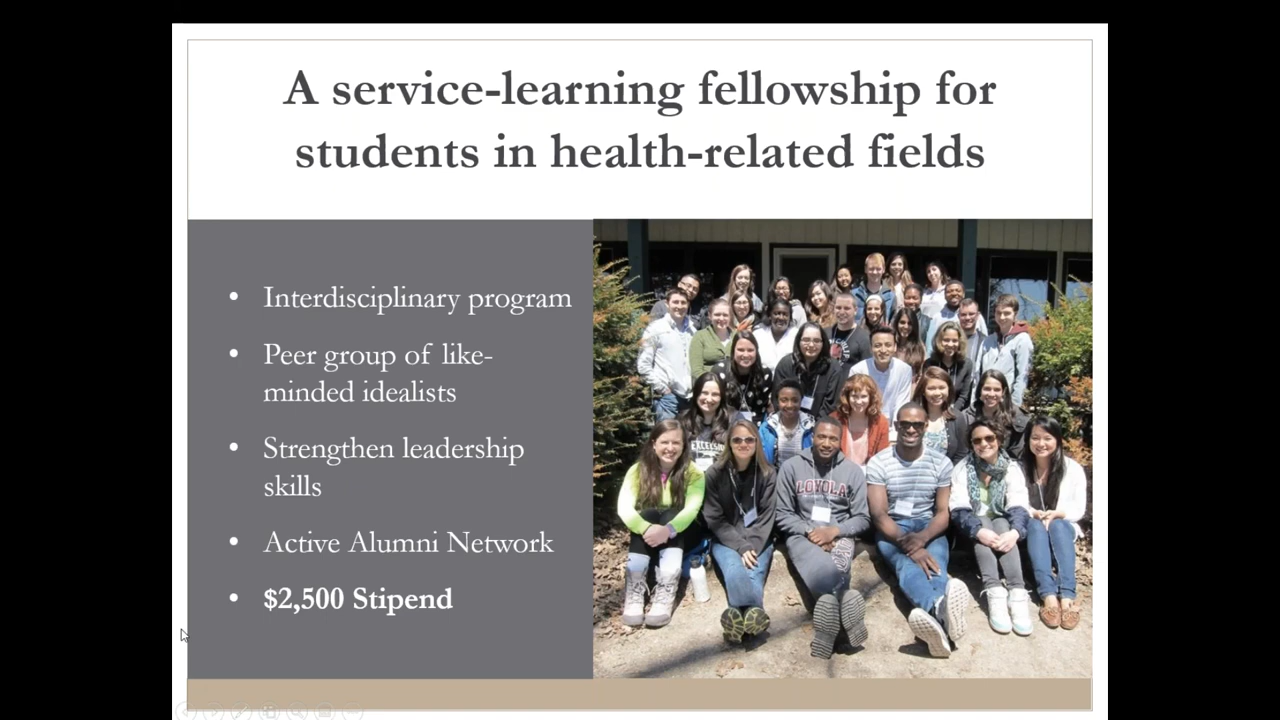 A service-learning fellowship for
students in health-related fields
• Interdisciplinary program
• Peer group of like-
minded idealists
• Strengthen leadership
skills
• Active Alumni Network
• $2,500 Stipend
EXCELSIOR
LOYOLA